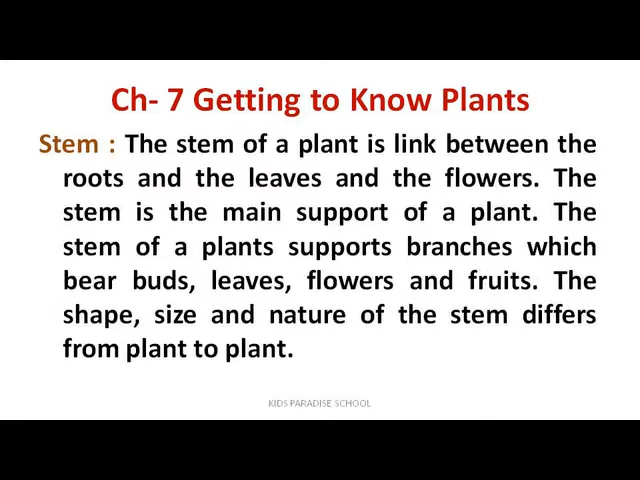 Ch- 7 Getting to Know Plants
Stem : The stem of a plant is link between the
roots and the leaves and the flowers. The
stem is the main support of a plant. The
stem of a plants supports branches which
bear buds, leaves, flowers and fruits. The
shape, size and nature of the stem differs
from plant to plant.
KIDS PARADISE SCHOOL